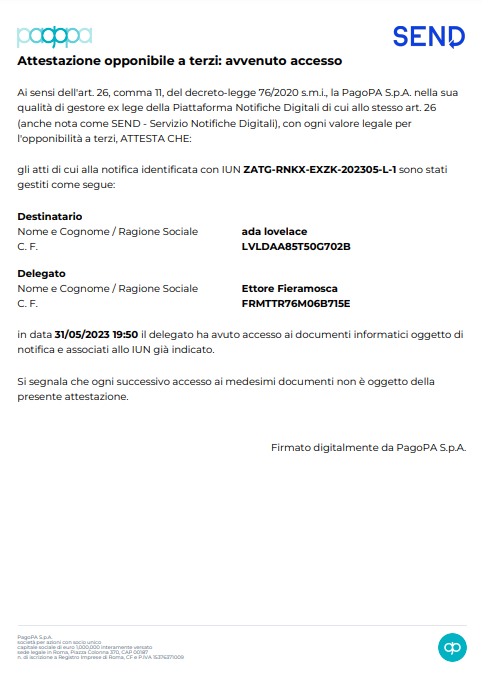 pagopa
SEND
Attestazione opponibile a terzi: avvenuto accesso
Ai sensi dell'art. 26, comma 11, del decreto-legge 76/2020 s.m.i., la PagoPA S.p.A. nella sua
qualità di gestore ex lege della Piattaforma Notifiche Digitali di cui allo stesso art. 26
(anche nota come SEND - Servizio Notifiche Digitali), con ogni valore legale per
l'opponibilità a terzi, ATTESTA CHE:
gli atti di cui alla notifica identificata con IUN ZATG-RNKX-EXZK-202305-L-1 sono stati
gestiti come segue:
Destinatario
Nome e Cognome / Ragione Sociale ada lovelace
C. F. LVLDAA85T50G702B
Delegato
Nome e Cognome / Ragione Sociale Ettore Fieramosca
C. F. FRMTTR76M06B715E
in data 31/05/2023 19:50 il delegato ha avuto accesso ai documenti informatici oggetto di
notifica e associati allo IUN già indicato.
Si segnala che ogni successivo accesso ai medesimi documenti non è oggetto della
presente attestazione.
Firmato digitalmente da PagoPA S.p.A.
PagoPA S.p.A.
società per azioni con socio unico
capitale sociale di euro 1,000,000 interamente versato
sede legale in Roma, Piazza Colonna 370, CAP 00187
n. di iscrizione a Registro Imprese di Roma, CF e P.IVA 15376371009